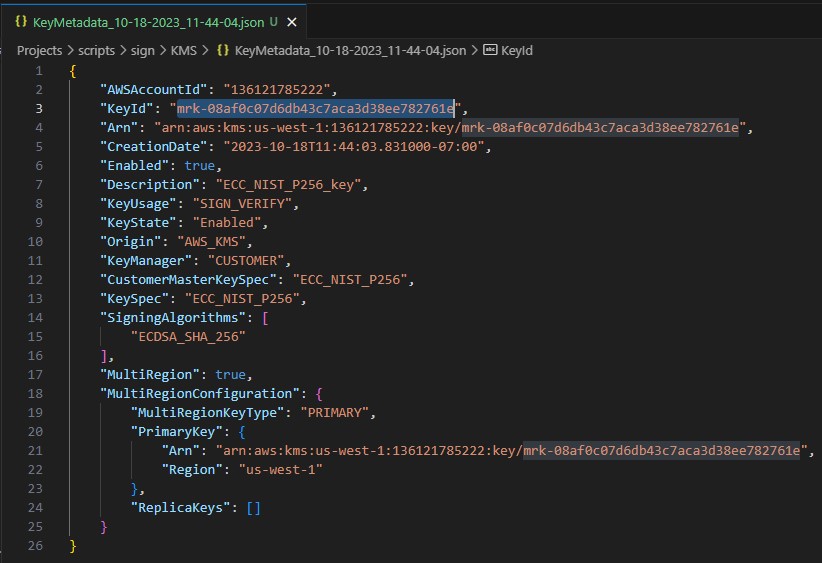 KeyMetadata_10-18-2023_11-44-04.json U
Projects > scripts > sign > KMS > {} KeyMetadata_10-18-2023_11-44-04.json > abc KeyId
1 {
2 "AWSAccountId": "136121785222",
3 "KeyId": "mrk-08af0c07d6db43c7aca3d38ee782761e",
4 "Arn": "arn:aws:kms:us-west-1:136121785222:key/mrk-08af0c07d6db43c7aca3d38ee782761e",
5 "CreationDate": "2023-10-18T11:44:03.831000-07:00",
6 "Enabled": true,
7 "Description": "ECC_NIST_P256_key",
8 "KeyUsage": "SIGN_VERIFY",
9 "KeyState": "Enabled",
10 "Origin": "AWS_KMS",
11 "KeyManager": "CUSTOMER",
12 "CustomerMasterKeySpec": "ECC_NIST_P256",
13 "KeySpec": "ECC_NIST_P256",
14 "SigningAlgorithms": [
15 "ECDSA_SHA_256"
16 ],
17 "MultiRegion": true,
18 "MultiRegionConfiguration": {
19 "MultiRegionKeyType": "PRIMARY",
20 "PrimaryKey": {
21 "Arn": "arn:aws:kms:us-west-1:136121785222:key/mrk-08af0c07d6db43c7aca3d38ee782761e",
22 "Region": "us-west-1"
23 },
24 "ReplicaKeys": []
25 }
26 }